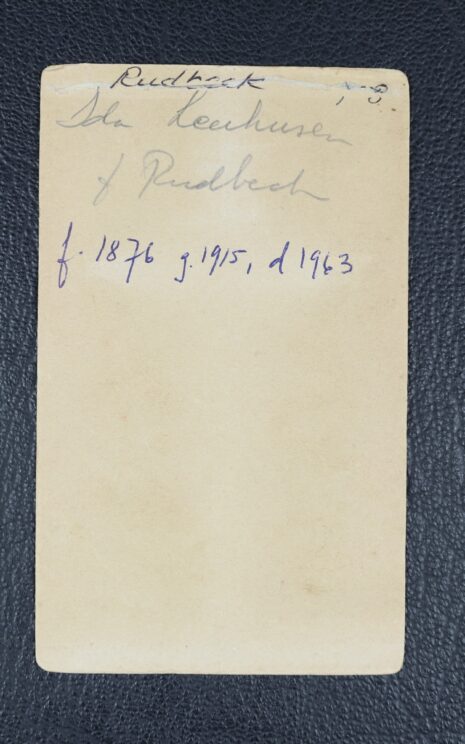 Rudbeck
Ida Leuhusen
f Rudbeck
f. 1876 g. 1915, d 1963